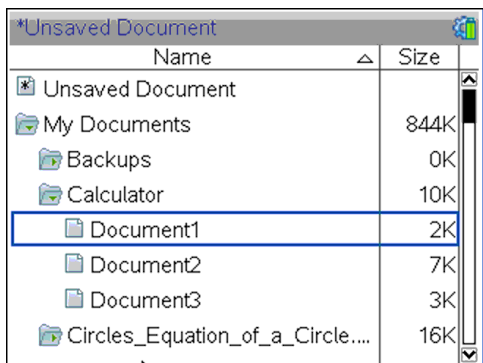 *Unsaved Document
Name Size
Unsaved Document
My Documents 844K
Backups 0K
Calculator 10K
Document1 2K
Document2 7K
Document3 3K
Circles_Equation_of_a_Circle.... 16K